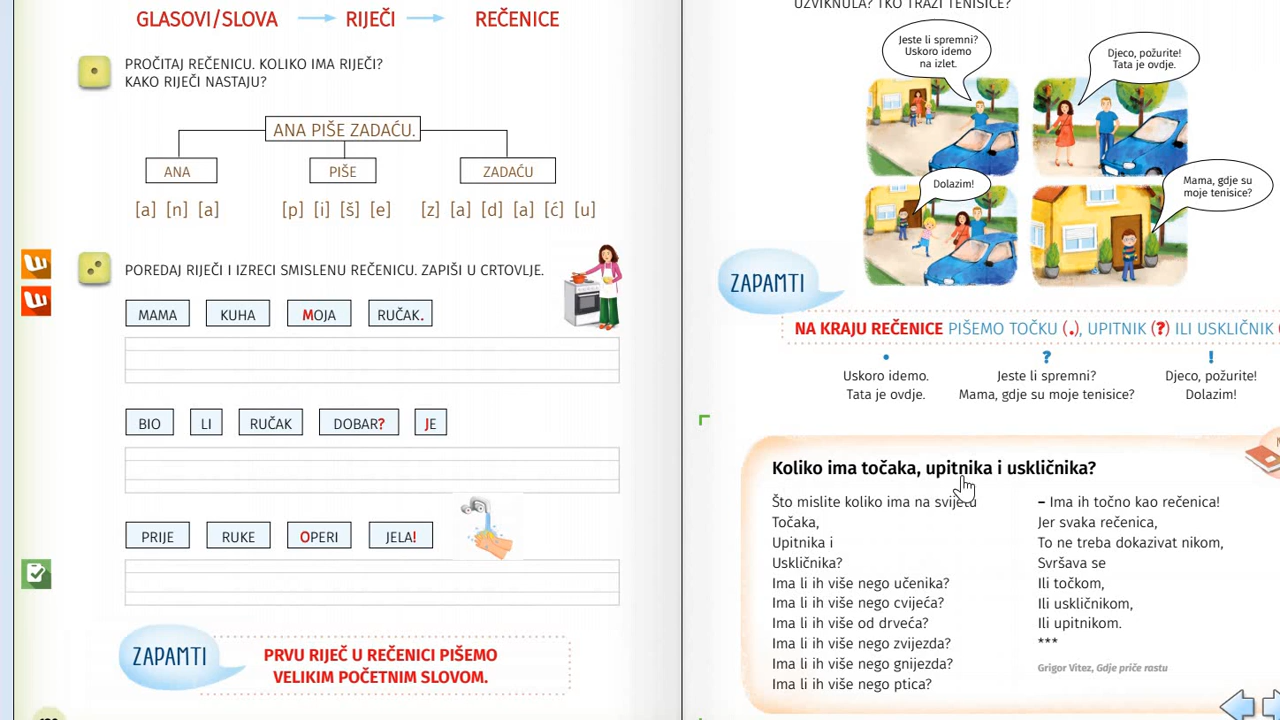 GLASOVI/SLOVA RIJEČI REČENICE
PROČITAJ REČENICU. KOLIKO IMA RIJEČI?
KAKO RIJEČI NASTAJU?
ANA PIŠE ZADAĆU.
ANA PIŠE ZADAĆU
[a] [n] [a] [p] [i] [š] [e] [z] [a] [d] [a] [ć] [u]
POREDAJ RIJEČI I IZRECI SMISLENU REČENICU. ZAPIŠI U CRTOVLJE.
MAMA KUHA MOJA RUČAK.
BIO LI RUČAK DOBAR? JE
PRIJE RUKE OPERI JELA!
ZAPAMTI
PRVU RIJEČ U REČENICI PIŠEMO
VELIKIM POČETNIM SLOVOM.
UZVIKNULA? TKO TRAŽI TENISICE?
Jeste li spremni?
Uskoro idemo
na izlet.
Djeco, požurite!
Tata je ovdje.
Dolazim!
Mama, gdje su
moje tenisice?
ZAPAMTI
NA KRAJU REČENICE PIŠEMO TOČKU (.), UPITNIK (?) ILI USKLIČNIK
. ? !
Uskoro idemo. Jeste li spremni? Djeco, požurite!
Tata je ovdje. Mama, gdje su moje tenisice? Dolazim!
Koliko ima točaka, upitnika i uskličnika?
Što mislite koliko ima na svijetu
Točaka,
Upitnika i
Uskličnika?
Ima li ih više nego učenika?
Ima li ih više nego cvijeća?
Ima li ih više od drveća?
Ima li ih više nego zvijezda?
Ima li ih više nego gnijezda?
Ima li ih više nego ptica?
– Ima ih točno kao rečenica!
Jer svaka rečenica,
To ne treba dokazivat nikom,
Svršava se
Ili točkom,
Ili uskličnikom,
Ili upitnikom.
***
Grigor Vitez, Gdje priče rastu